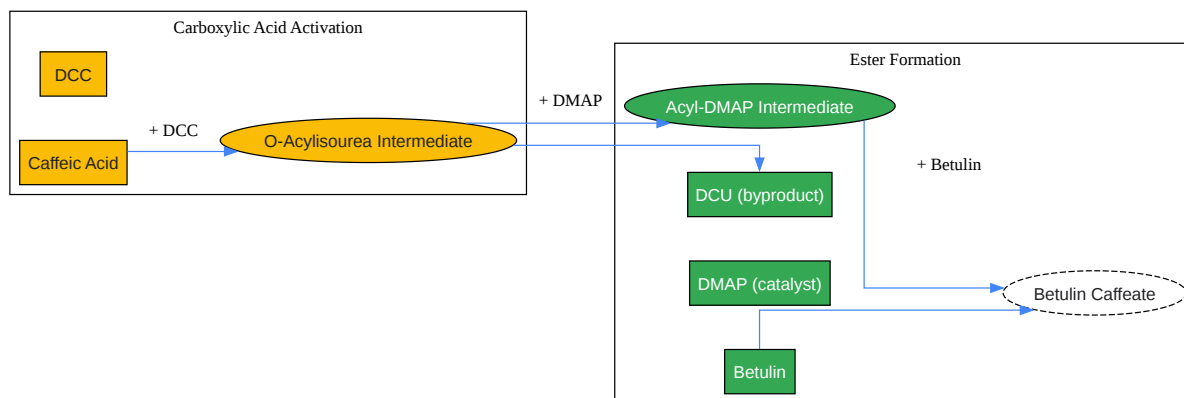 Carboxylic Acid Activation
DCC
+ DCC
Caffeic Acid
O-Acylisourea Intermediate
+ DMAP
Ester Formation
Acyl-DMAP Intermediate
+ Betulin
DCU (byproduct)
DMAP (catalyst)
Betulin Caffeate
Betulin